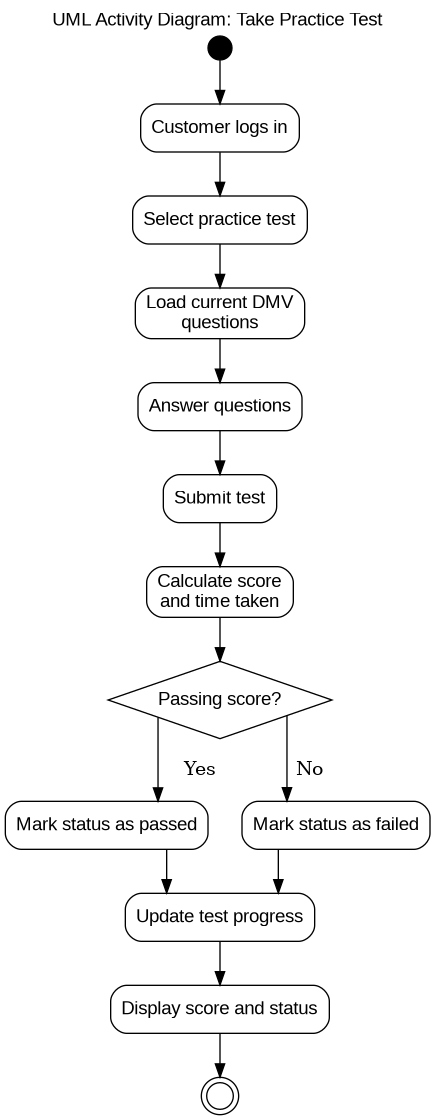 UML Activity Diagram: Take Practice Test
Customer logs in
Select practice test
Load current DMV
questions
Answer questions
Submit test
Calculate score
and time taken
Passing score?
Yes
No
Mark status as passed
Mark status as failed
Update test progress
Display score and status